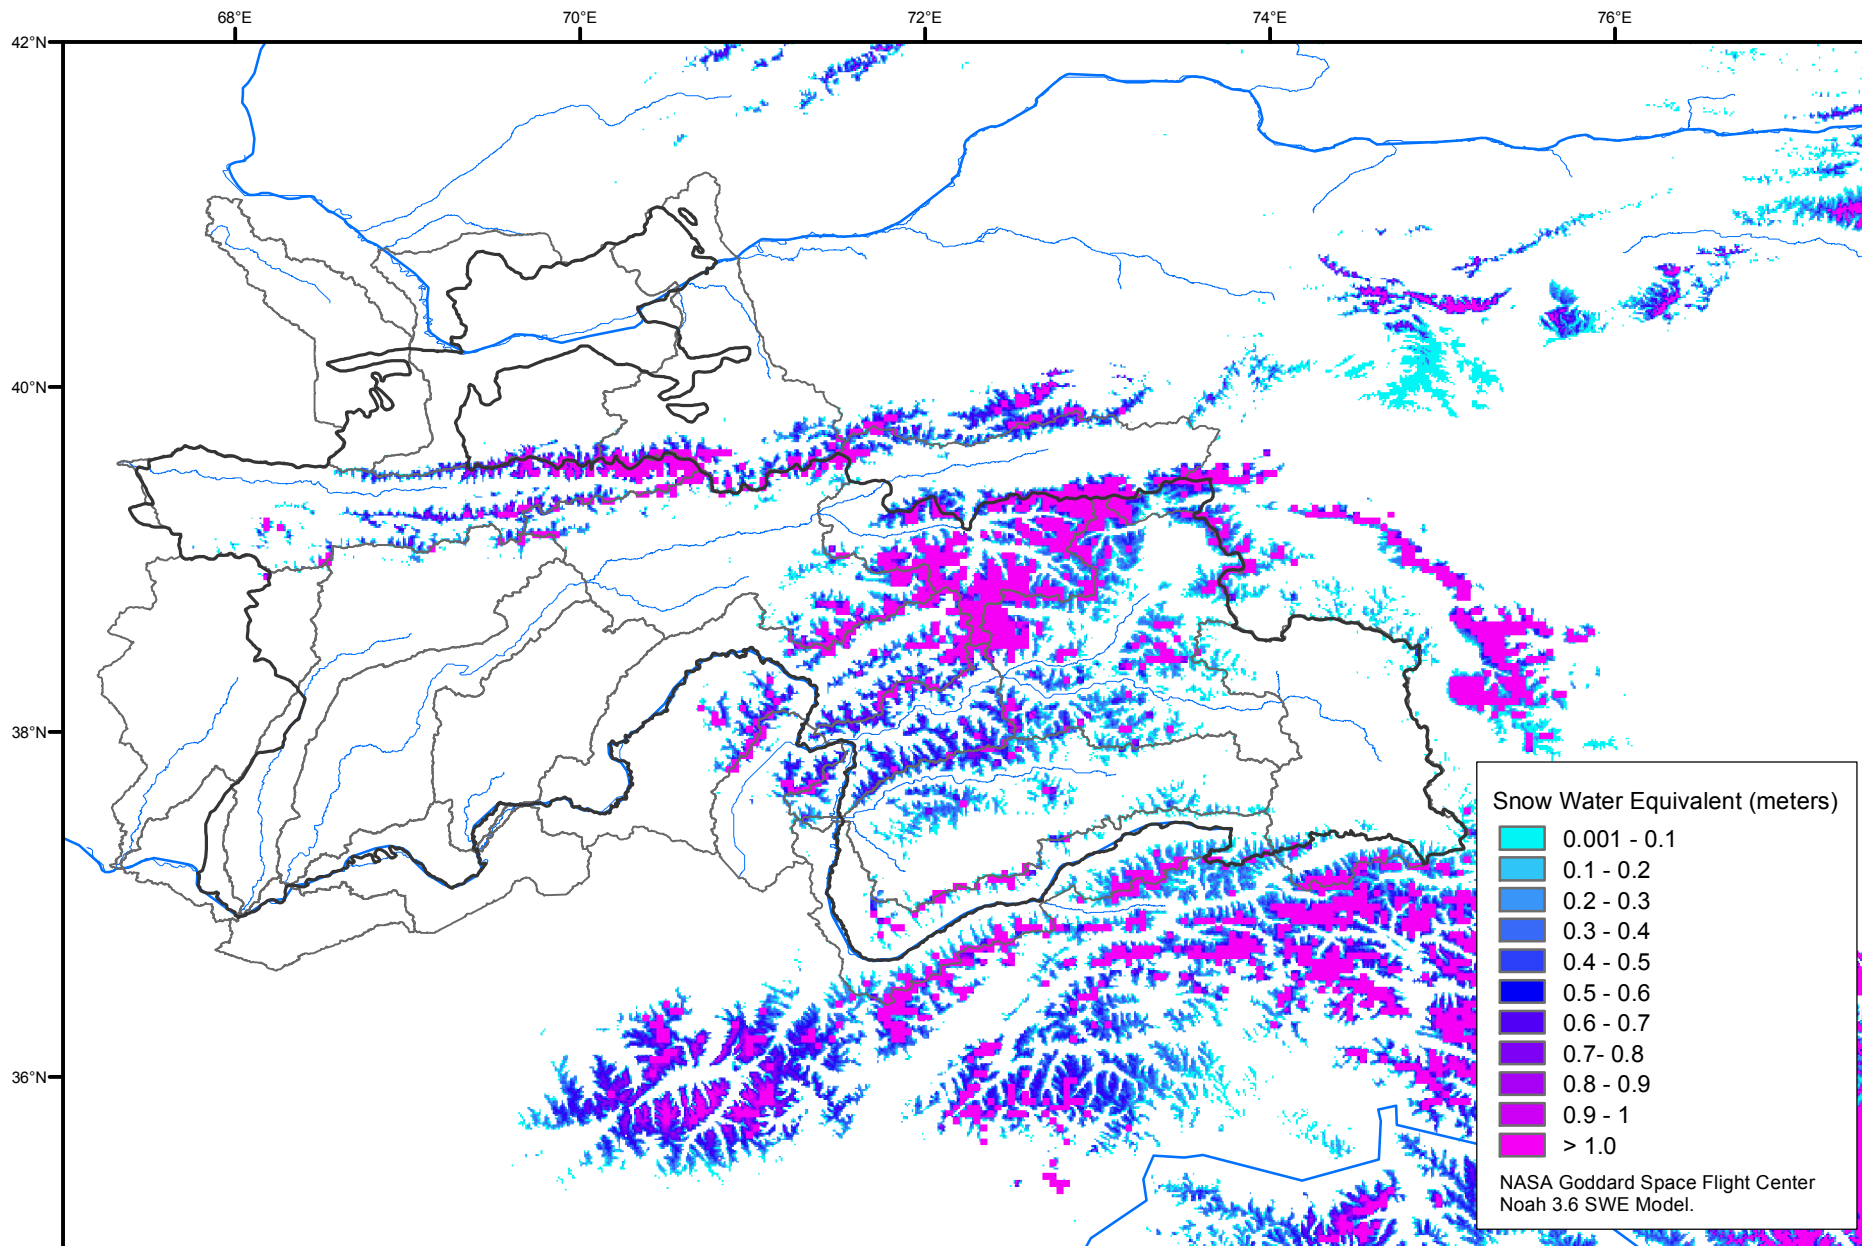 68°E
70°E
72°E
74°E
76°E
42°N
40°N
38°N
36°N
Snow Water Equivalent (meters)
0.001 - 0.1
0.1 - 0.2
0.2 - 0.3
0.3 - 0.4
0.4 - 0.5
0.5 - 0.6
0.6 - 0.7
0.7- 0.8
0.8 - 0.9
0.9 - 1
> 1.0
NASA Goddard Space Flight Center
Noah 3.6 SWE Model.